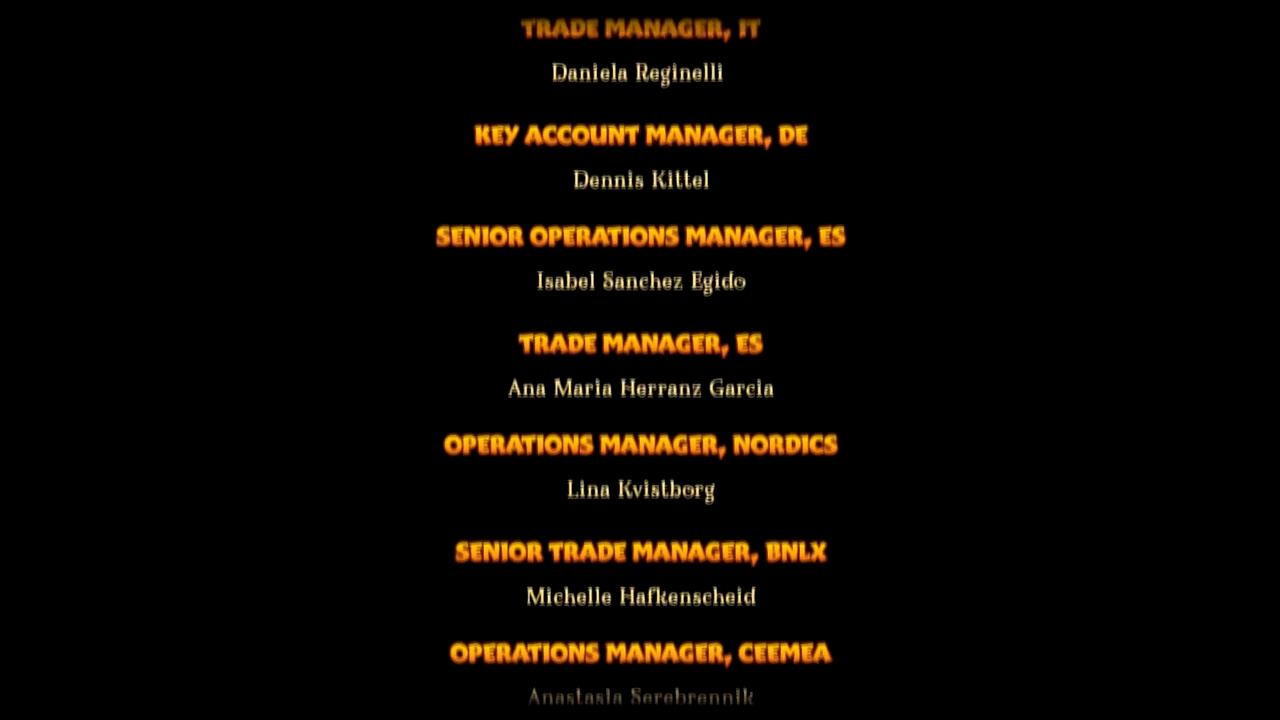 TRADE MANAGER, IT
Daniela Reginelli
KEY ACCOUNT MANAGER, DE
Dennis Kittel
SENIOR OPERATIONS MANAGER, ES
Isabel Sanchez Egido
TRADE MANAGER, ES
Ana Maria Herranz Garcia
OPERATIONS MANAGER, NORDICS
Lina Kvistborg
SENIOR TRADE MANAGER, BNLX
Michelle Hafkenscheid
OPERATIONS MANAGER, CEEMEA
Anastasia Serebrennik